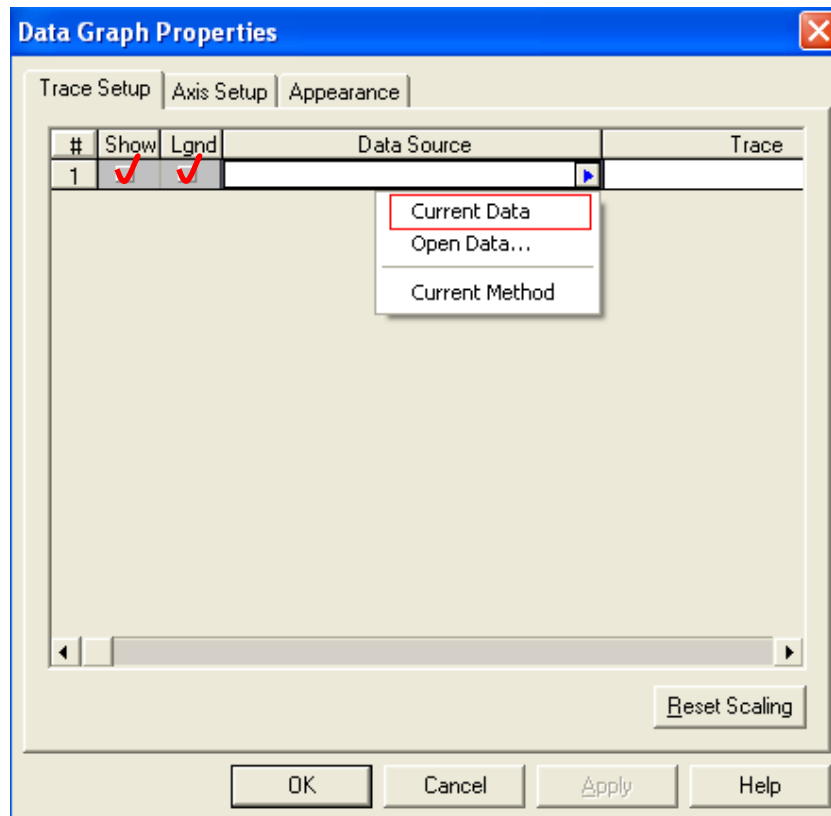 Data Graph Properties
Trace Setup Axis Setup Appearance
# Show Lgnd Data Source Trace
1
Current Data
Open Data...
Current Method
Reset Scaling
OK Cancel Apply Help